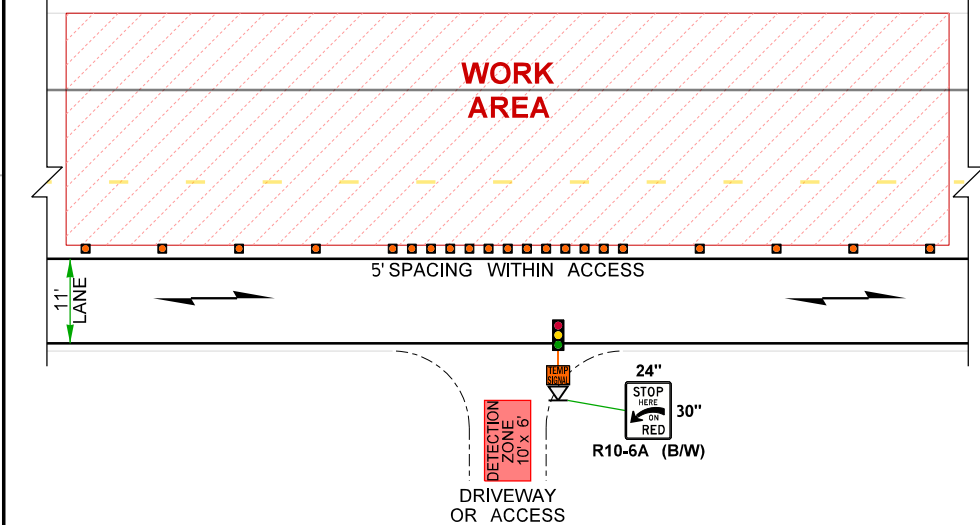 WORK
AREA
5' SPACING WITHIN ACCESS
11'
LANE
TEMP
SIGNAL
24"
STOP
HERE
ON
RED
30"
R10-6A (B/W)
DETECTION
ZONE
10' x 6'
DRIVEWAY
OR ACCESS